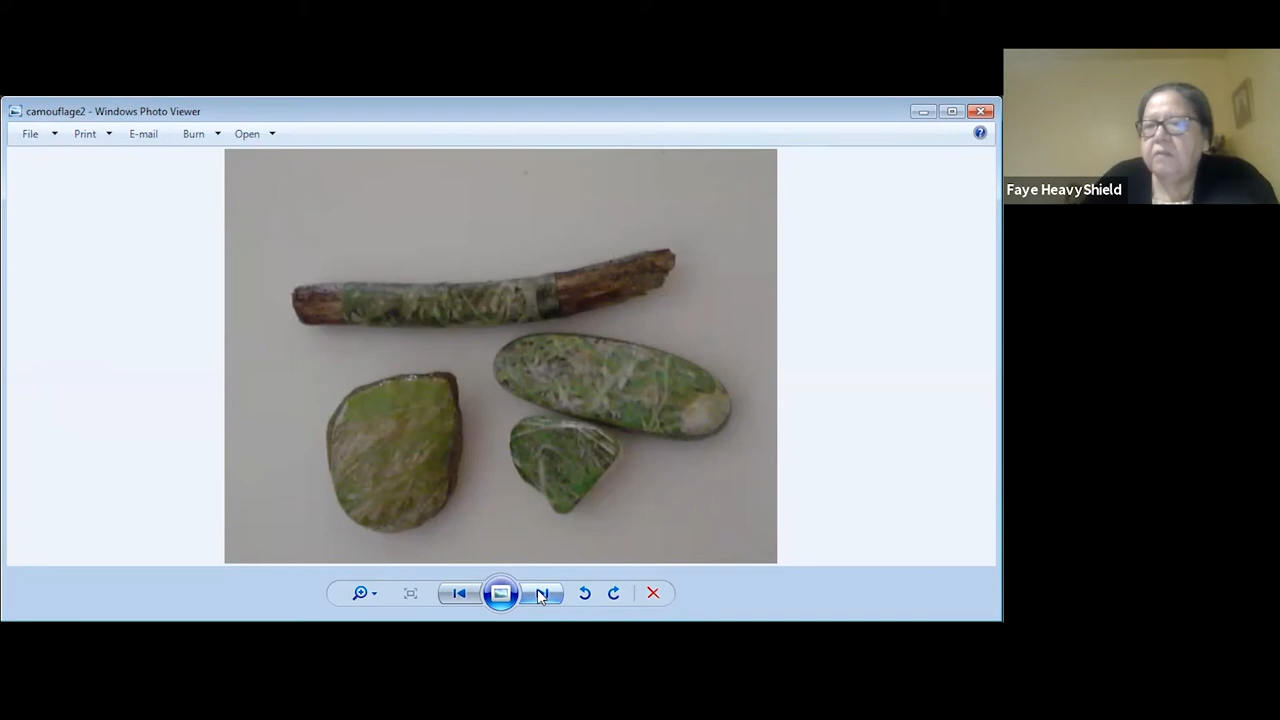 camouflage2 - Windows Photo Viewer
File Print E-mail Burn Open
Faye HeavyShield